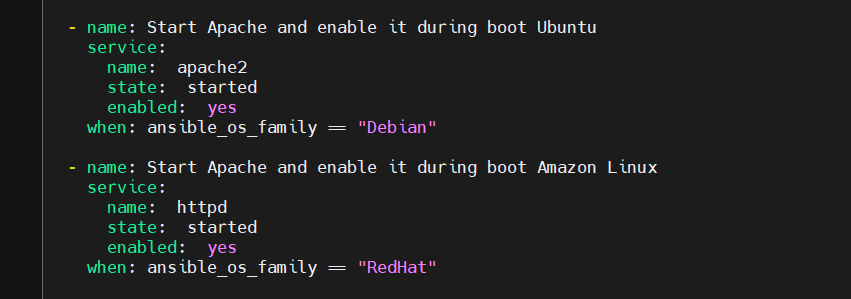 - name: Start Apache and enable it during boot Ubuntu
  service:
    name:  apache2
    state:  started
    enabled:  yes
  when: ansible_os_family == "Debian"

- name: Start Apache and enable it during boot Amazon Linux
  service:
    name:  httpd
    state:  started
    enabled:  yes
  when: ansible_os_family == "RedHat"